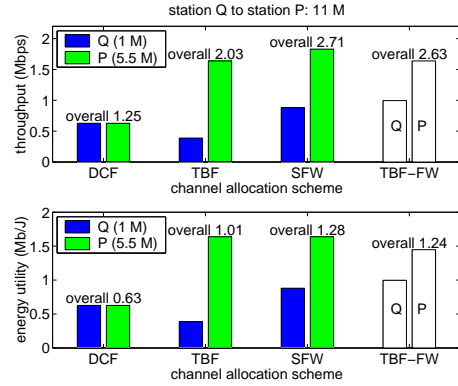 station Q to station P: 11 M
throughput (Mbps)
2
1.5
1
0.5
0
Q (1 M)
P (5.5 M)
overall 1.25
overall 2.03
overall 2.71
overall 2.63
Q
P
DCF
TBF
SFW
TBF-FW
channel allocation scheme
energy utility (Mb/J)
2
1.5
1
0.5
0
Q (1 M)
P (5.5 M)
overall 0.63
overall 1.01
overall 1.28
overall 1.24
Q
P
DCF
TBF
SFW
TBF-FW
channel allocation scheme